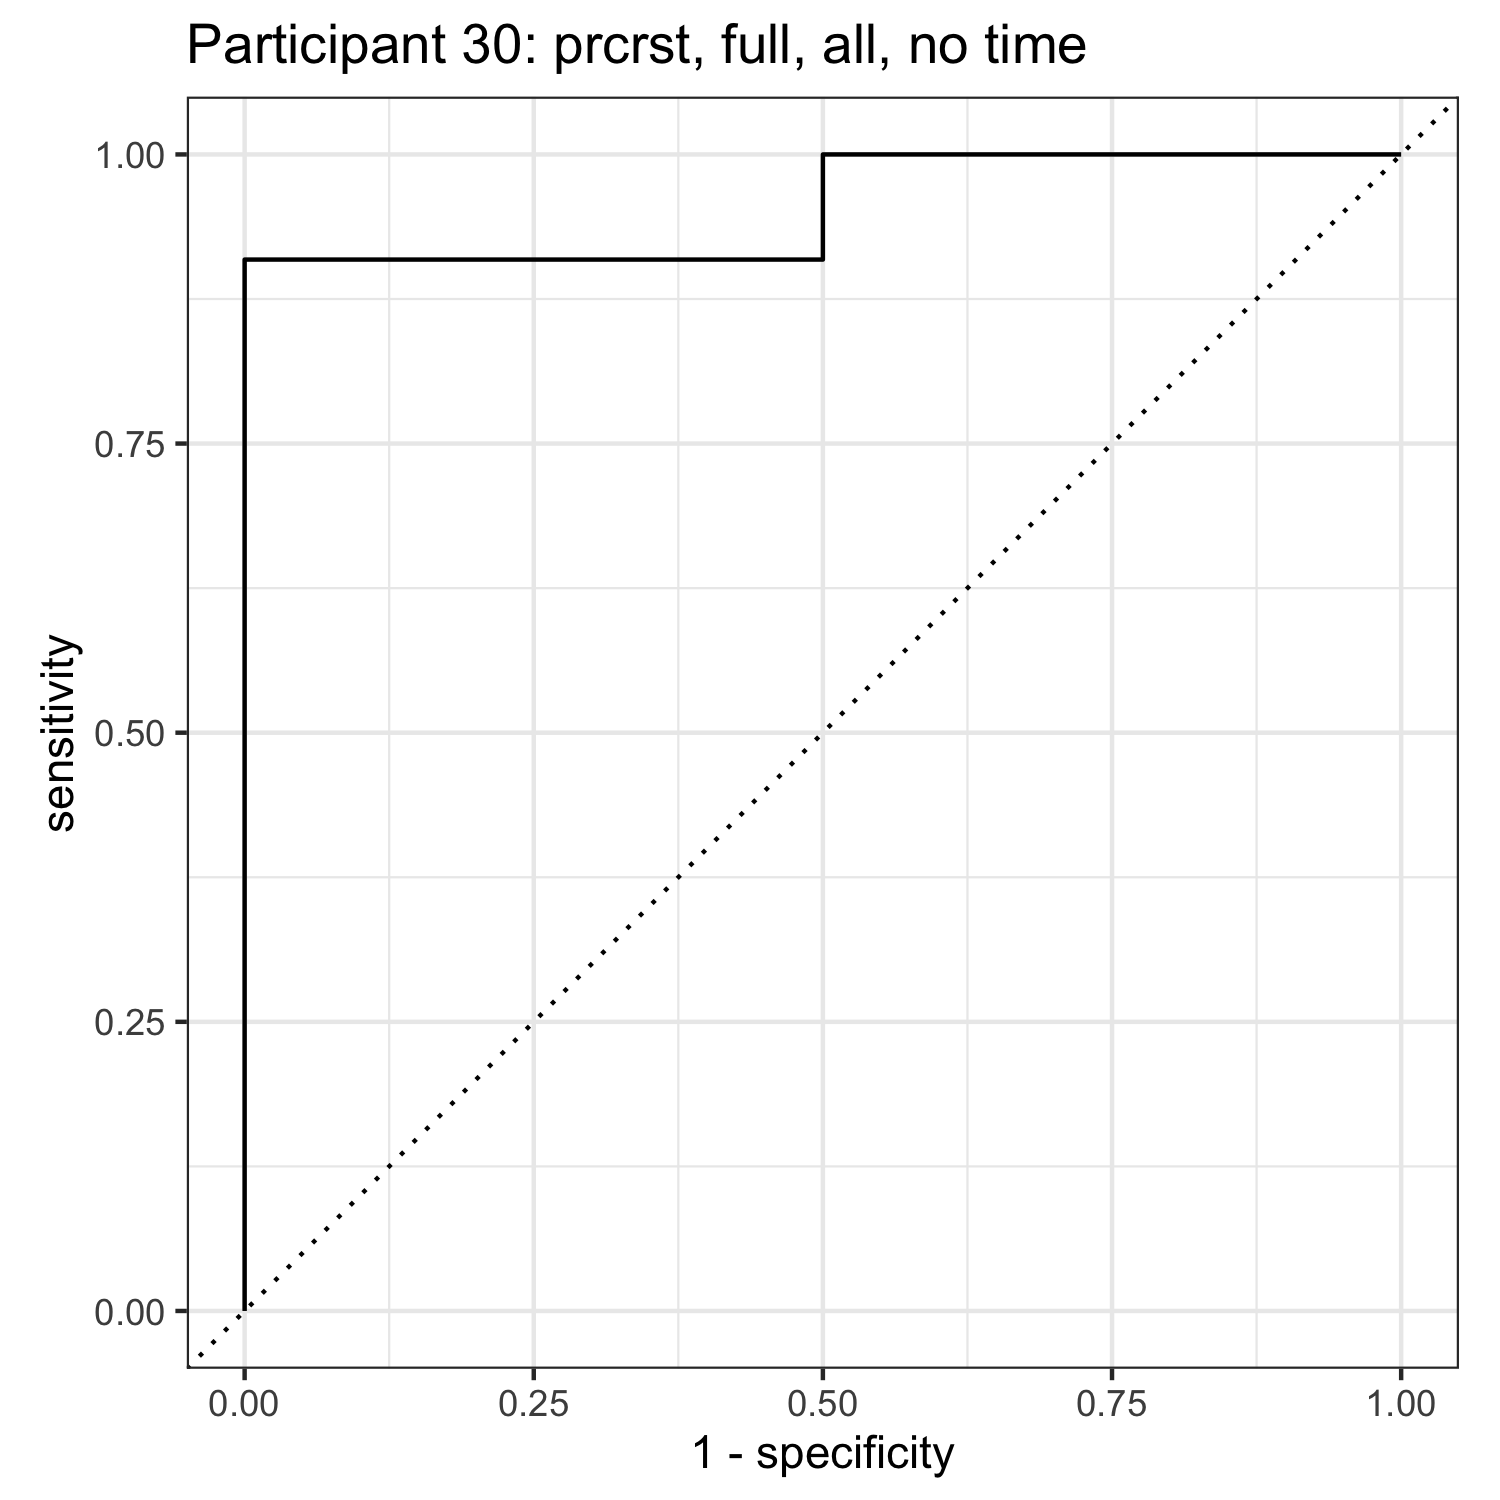 Participant 30: prcrst, full, all, no time
1.00
0.75
0.50
0.25
0.00
sensitivity
0.00 0.25 0.50 0.75 1.00
1 - specificity